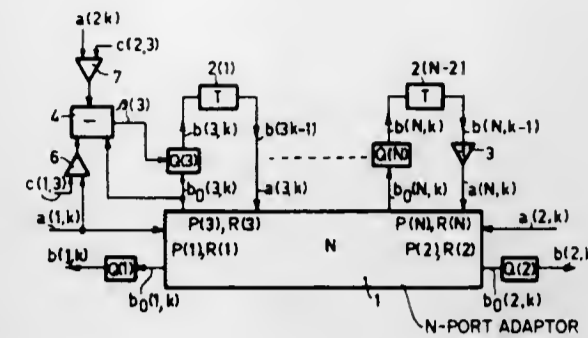 a(2k)
c(2,3)
7
2(1)
2(N-2)
4
−
(3)
T
T
b(3,k)
b(3k-1)
b(N,k)
b(N,k-1)
6
Q(3)
Q(N)
3
c(1,3)
b₀(3,k)
a(3,k)
b₀(N,k)
a(N,k)
a(1,k)
P(3),R(3)
N
P(N),R(N)
a(2,k)
P(1),R(1)
P(2),R(2)
b(1,k)
Q(1)
1
Q(2)
b(2,
b₀(1,k)
b₀(2,k)
N-PORT ADAPTOR